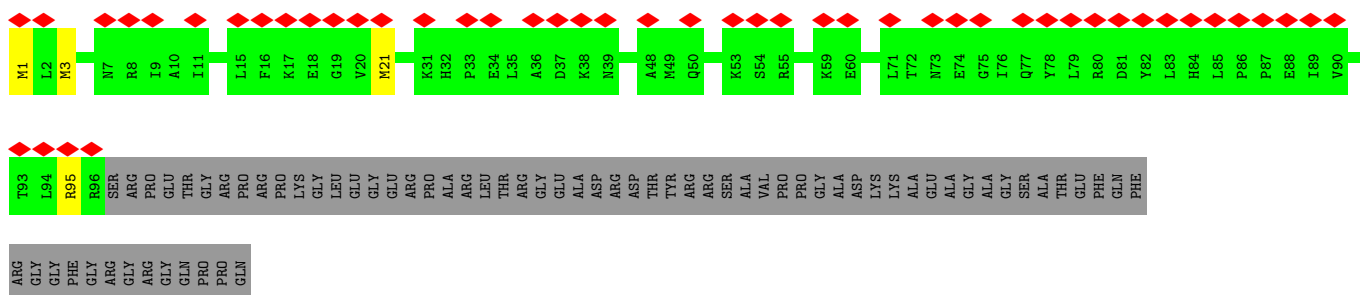 M1 L2 M3 N7 R8 I9 A10 I11 L15 F16 K17 E18 G19 V20 M21 K31 H32 P33 E34 L35 A36 D37 K38 N39 A48 M49 Q50 K53 S54 R55 K59 E60 L71 T72 N73 E74 G75 I76 Q77 Y78 L79 R80 D81 Y82 L83 H84 L85 P86 P87 E88 I89 V90
T93 L94 R95 R96 SER ARG PRO GLU THR GLY ARG PRO ARG PRO LYS GLY LEU GLU GLY GLU ARG PRO ALA ARG LEU THR ARG GLY GLU ALA ASP ARG ASP THR TYR ARG ARG SER ALA VAL PRO PRO GLY ALA ASP LYS LYS ALA GLU ALA GLY ALA GLY SER ALA THR GLU PHE GLN PHE
ARG GLY GLY PHE GLY ARG GLY ARG GLY GLN PRO PRO GLN